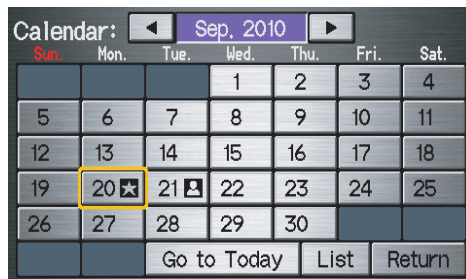 Calendar: Sep, 2010
Sun. Mon. Tue. Wed. Thu. Fri. Sat.
1 2 3 4
5 6 7 8 9 10 11
12 13 14 15 16 17 18
19 20 21 22 23 24 25
26 27 28 29 30
Go to Today List Return